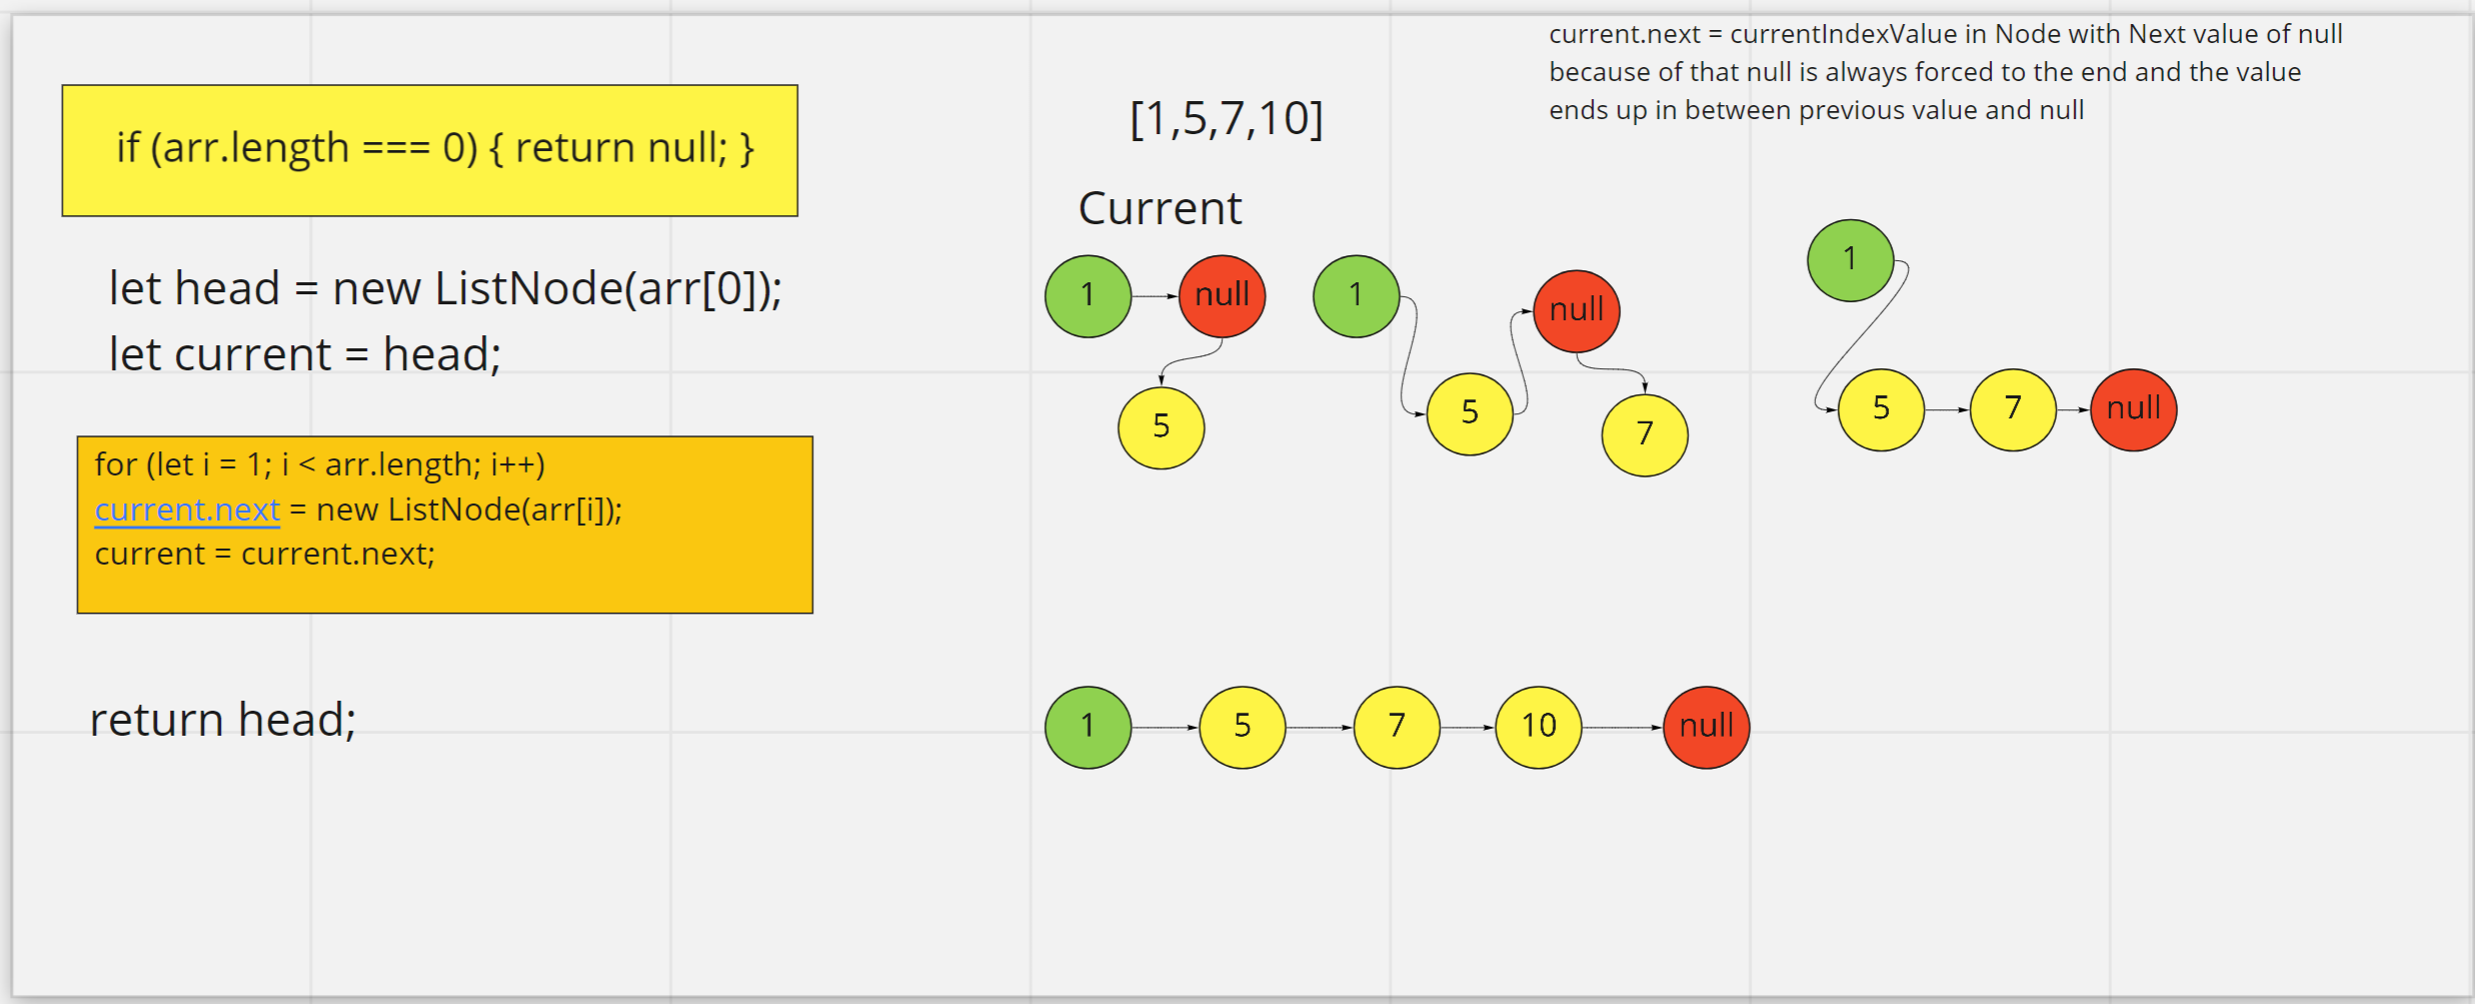 if (arr.length === 0) { return null; }
let head = new ListNode(arr[0]);
let current = head;
for (let i = 1; i < arr.length; i++)
current.next = new ListNode(arr[i]);
current = current.next;
return head;
current.next = currentIndexValue in Node with Next value of null
because of that null is always forced to the end and the value
ends up in between previous value and null
[1,5,7,10]
Current
1
null
5
1
5
null
7
1
5
7
null
1
5
7
10
null